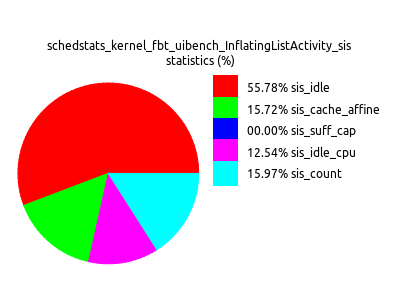 schedstats_kernel_fbt_uibench_InflatingListActivity_sis
statistics (%)
55.78% sis_idle
15.72% sis_cache_affine
00.00% sis_suff_cap
12.54% sis_idle_cpu
15.97% sis_count